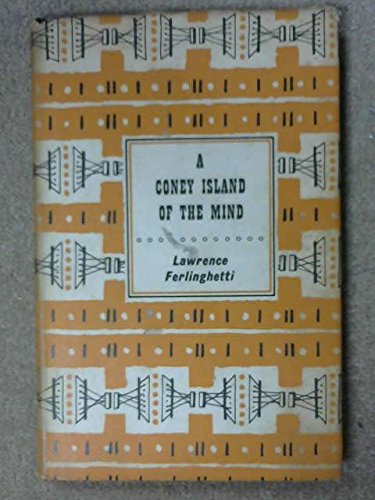 A
CONEY ISLAND
OF THE MIND
Lawrence
Ferlinghetti